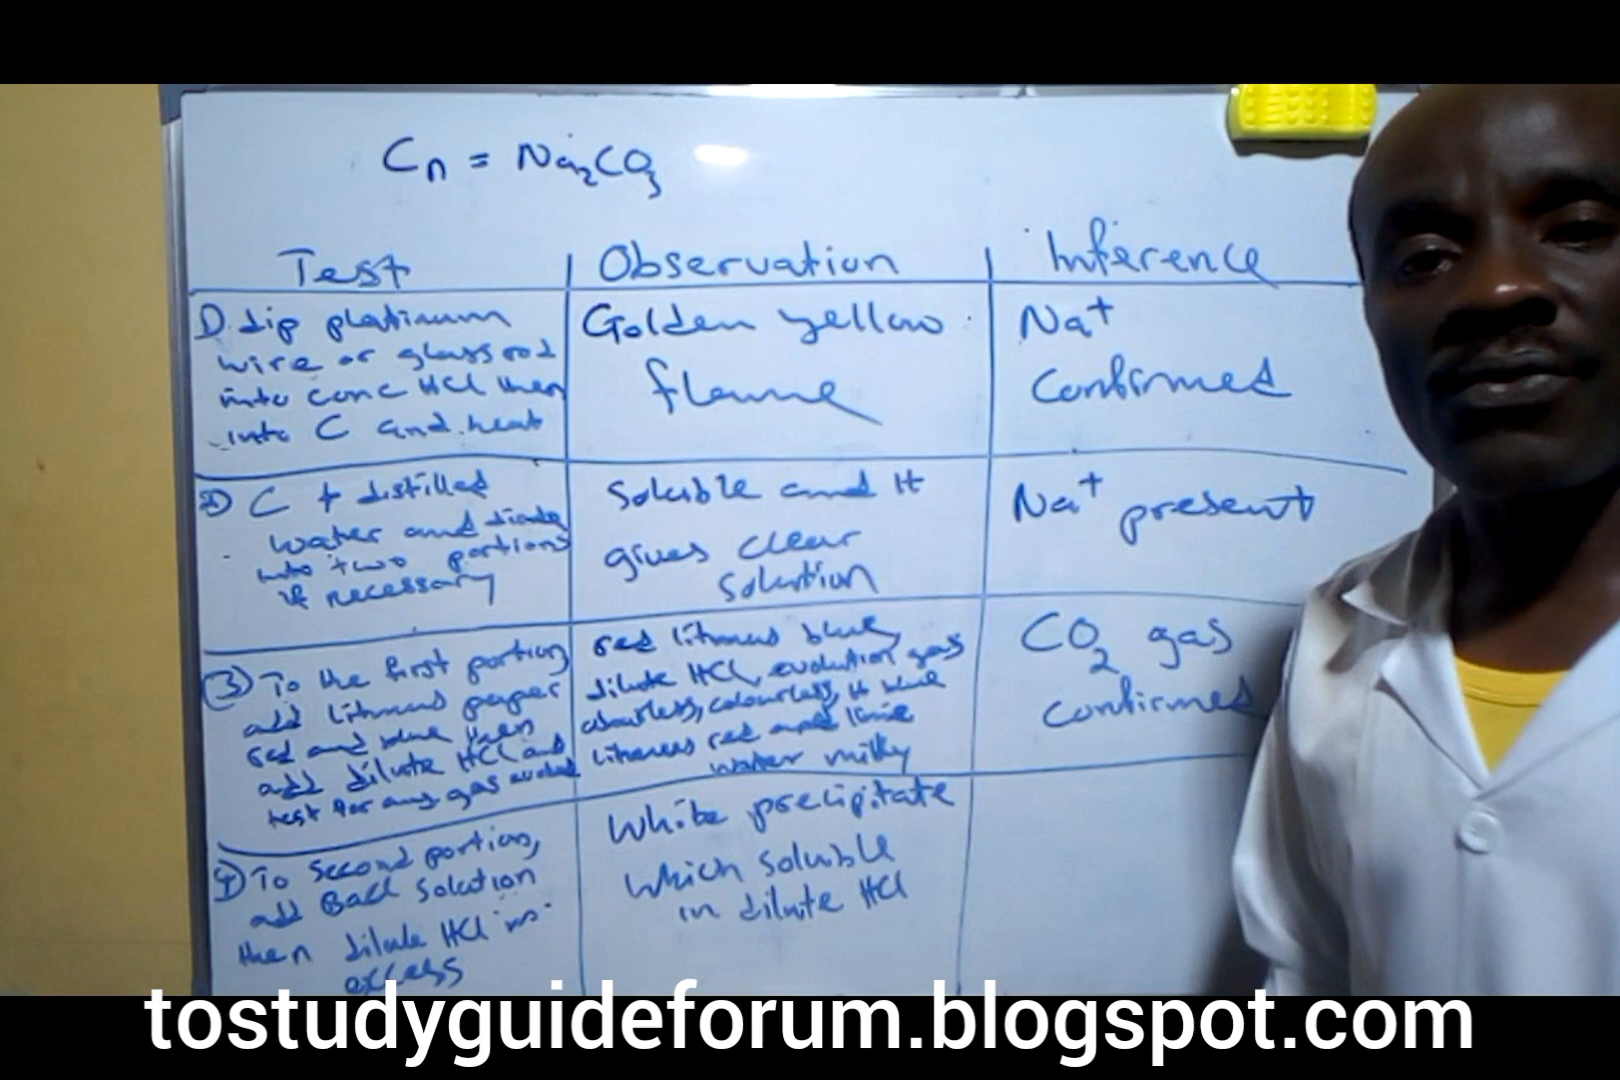 Cn = Na2CO3
Test | Observation | Inference
1) dip platinum
wire or glass rod
into conc HCl then
into C and heat
Golden yellow
flame
Na+
Confirmed
2) C + distilled
water and divide
into two portions
if necessary
Soluble and it
gives clear
solution
Na+ present
3) To the first portion,
add litmus paper
red and blue then
add dilute HCl and
test for any gas evolved
red litmus blue,
dilute HCl, evolution gas
odourless, colourless, it blue
litmus red and lime
water milky
CO2 gas
confirmed
4) To second portion,
add BaCl solution
then dilute HCl in
excess
White precipitate
which soluble
in dilute HCl
tostudyguideforum.blogspot.com